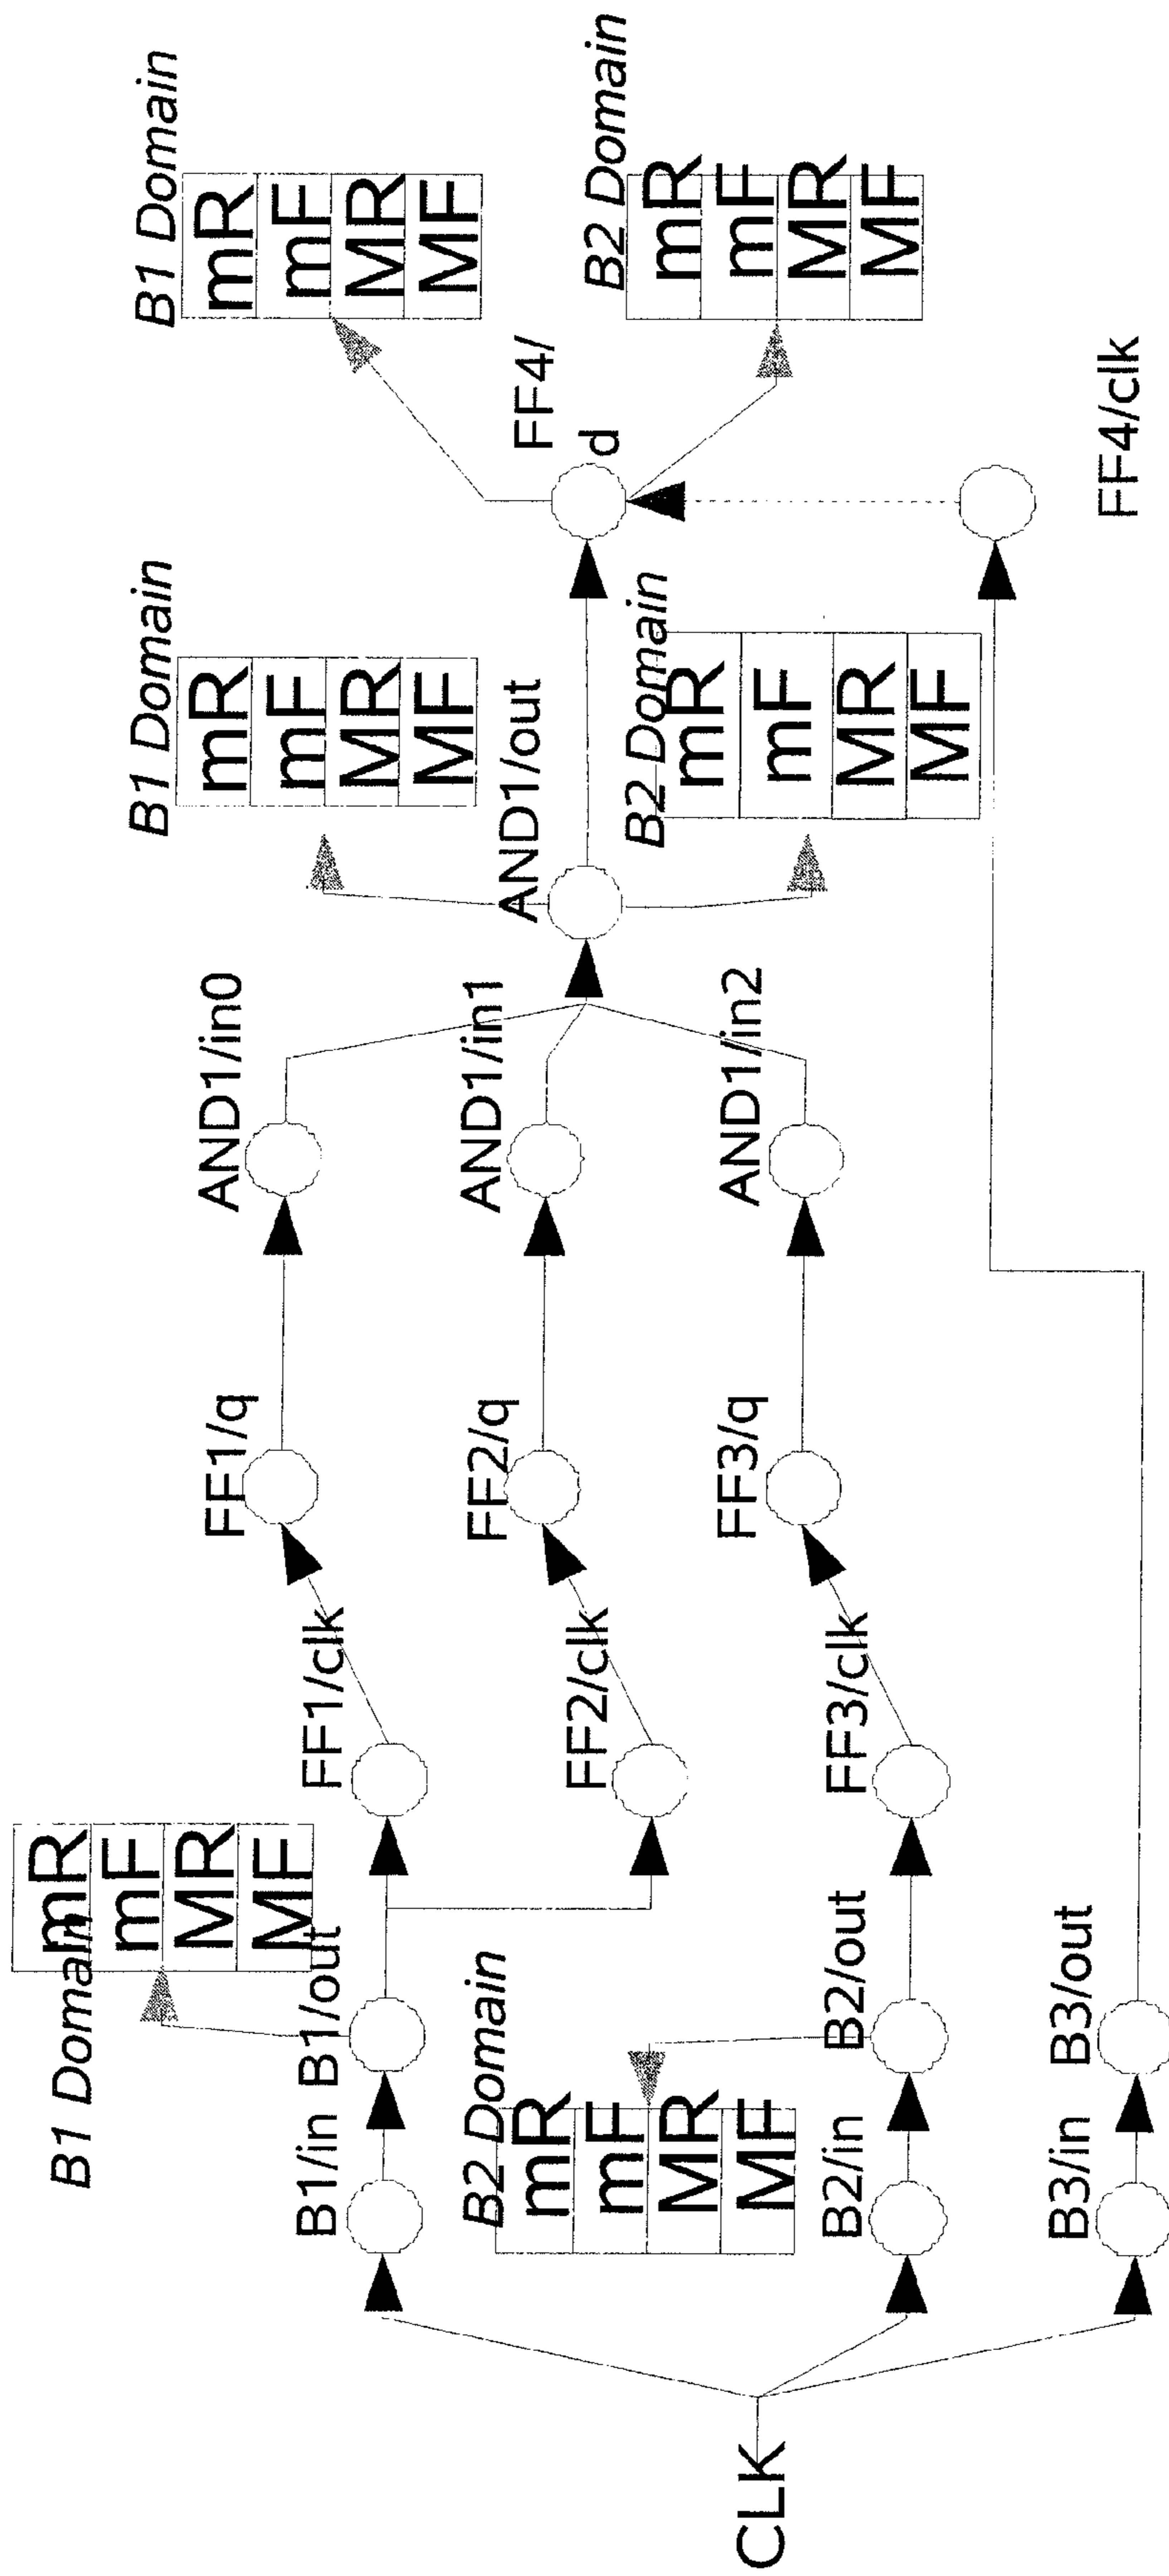 B1 Domain
mR
mF
MR
MF
B1 Domain
mR
mF
MR
MF
B1 Domain
mR
mF
MR
MF
B1/in
B1/out
FF1/clk
FF1/q
AND1/in0
B2 Domain
mR
mF
MR
MF
FF2/clk
FF2/q
AND1/in1
AND1/out
FF4/
d
B2 Domain
mR
mF
MR
MF
B2 Domain
mR
mF
MR
MF
CLK
B2/in
B2/out
FF3/clk
FF3/q
AND1/in2
B3/in
B3/out
FF4/clk